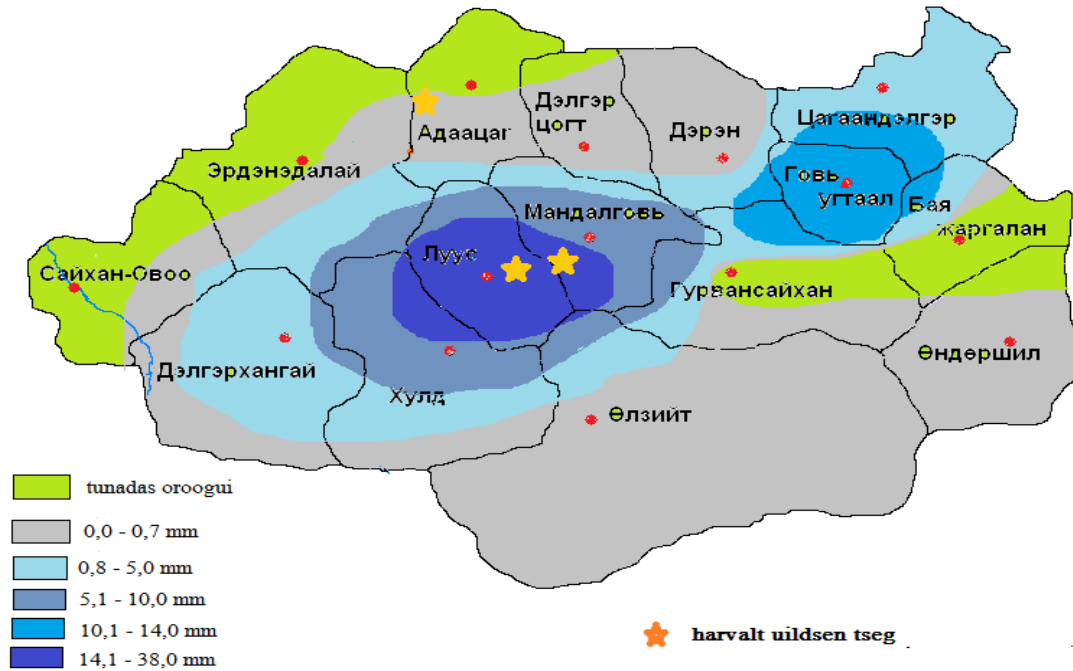 Дэлгэр
цогт
Цагаандэлгэр
Адаацаг
Дэрэн
Эрдэнэдалай
Говь
угтаал
Бая
Мандалговь
жаргалан
Луус
Сайхан-Овоо
Гурвансайхан
Дэлгэрхангай
Өндөршил
Хулд
Өлзийт
tunadas oroogui
0,0 - 0,7 mm
0,8 - 5,0 mm
5,1 - 10,0 mm
10,1 - 14,0 mm
14,1 - 38,0 mm
harvalt uildsen tseg